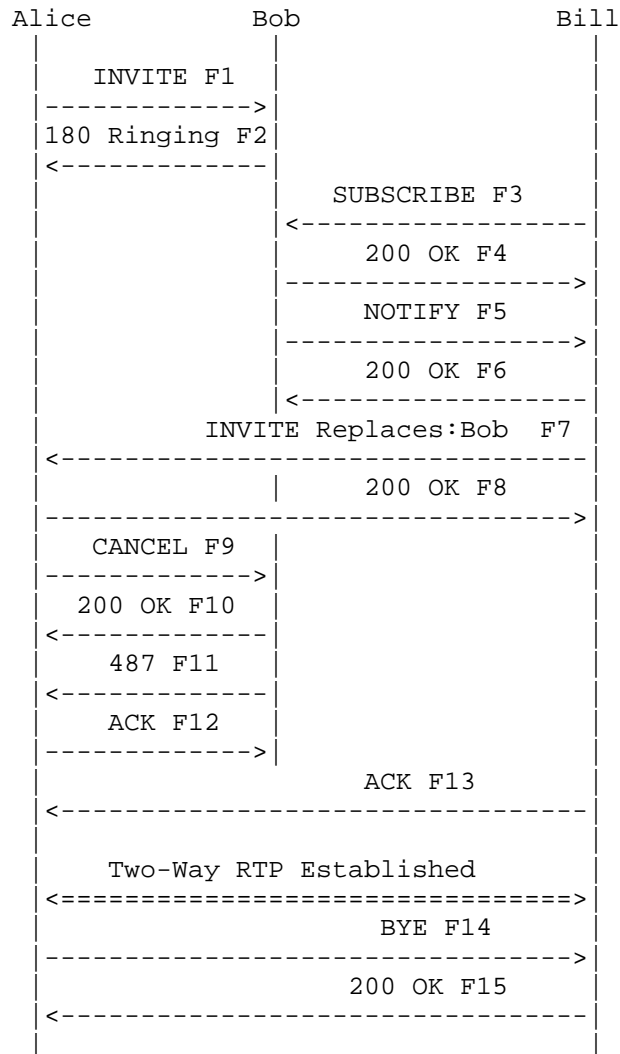 Alice Bob Bill
INVITE F1
180 Ringing F2
SUBSCRIBE F3
200 OK F4
NOTIFY F5
200 OK F6
INVITE Replaces:Bob F7
200 OK F8
CANCEL F9
200 OK F10
487 F11
ACK F12
ACK F13
Two-Way RTP Established
BYE F14
200 OK F15